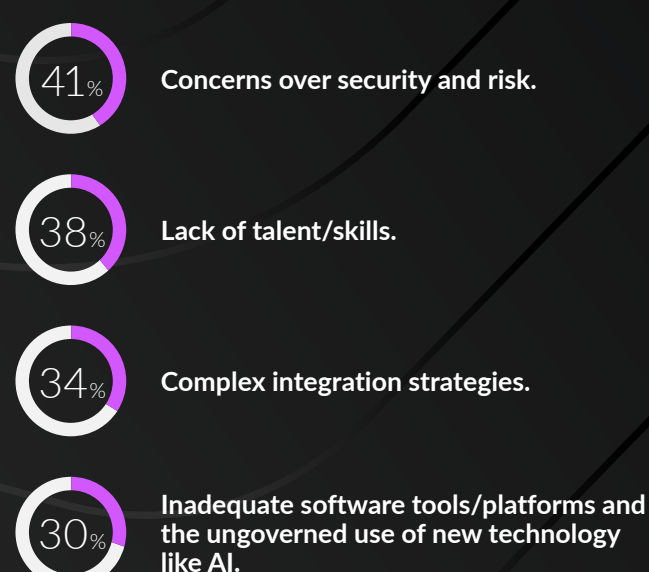 41%
Concerns over security and risk.
38%
Lack of talent/skills.
34%
Complex integration strategies.
30%
Inadequate software tools/platforms and
the ungoverned use of new technology
like AI.